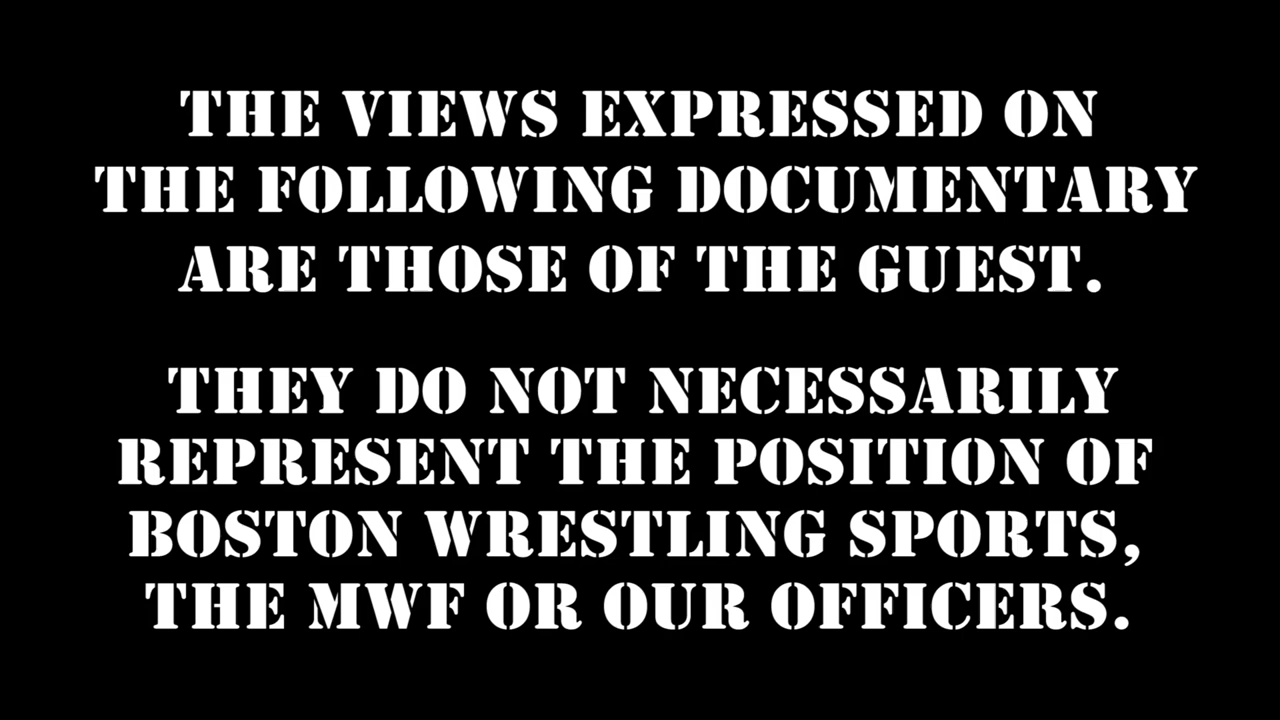 THE VIEWS EXPRESSED ON
THE FOLLOWING DOCUMENTARY
ARE THOSE OF THE GUEST.
THEY DO NOT NECESSARILY
REPRESENT THE POSITION OF
BOSTON WRESTLING SPORTS,
THE MWF OR OUR OFFICERS.